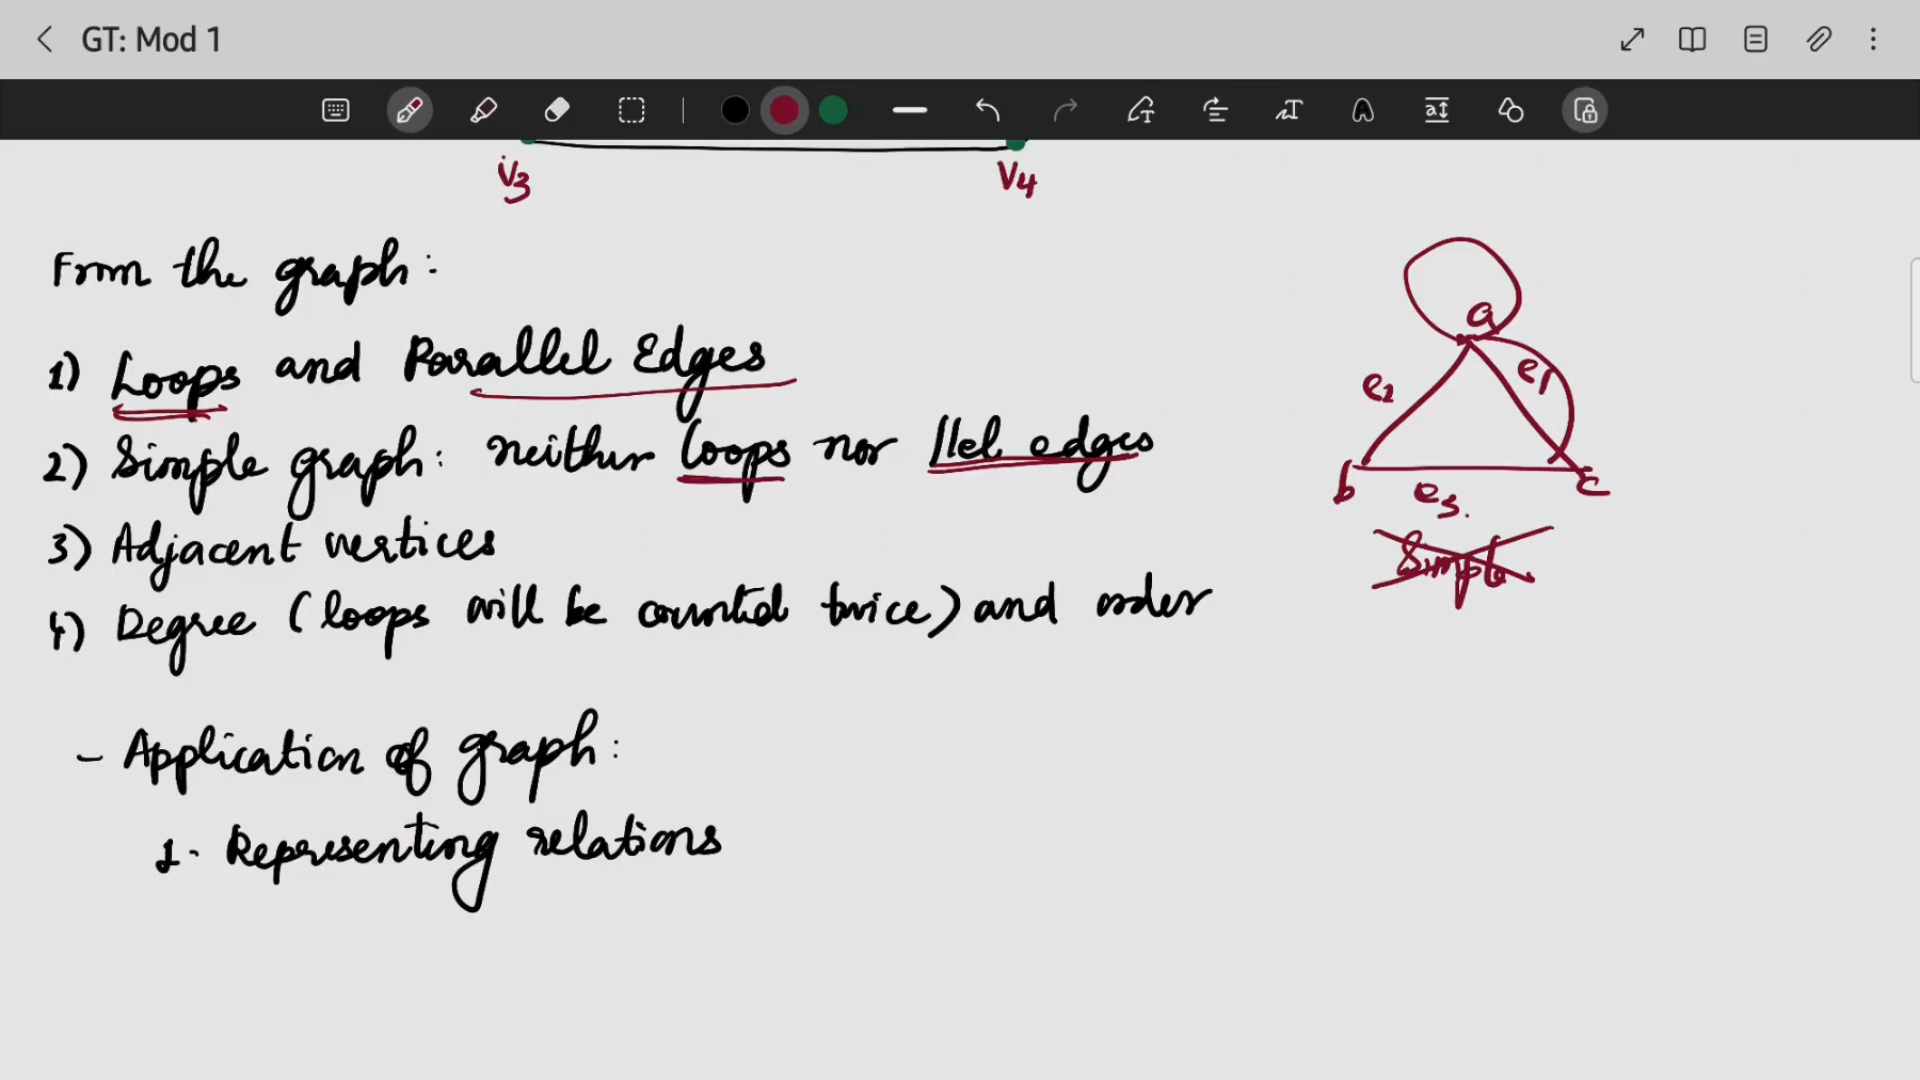 GT: Mod 1
V3 V4
From the graph:
1) Loops and Parallel Edges
2) Simple graph: neither loops nor llel edges
3) Adjacent vertices
4) Degree (loops will be counted twice) and order
- Application of graph:
1. Representing relations
a
e2 e1
b e3. c
Simple